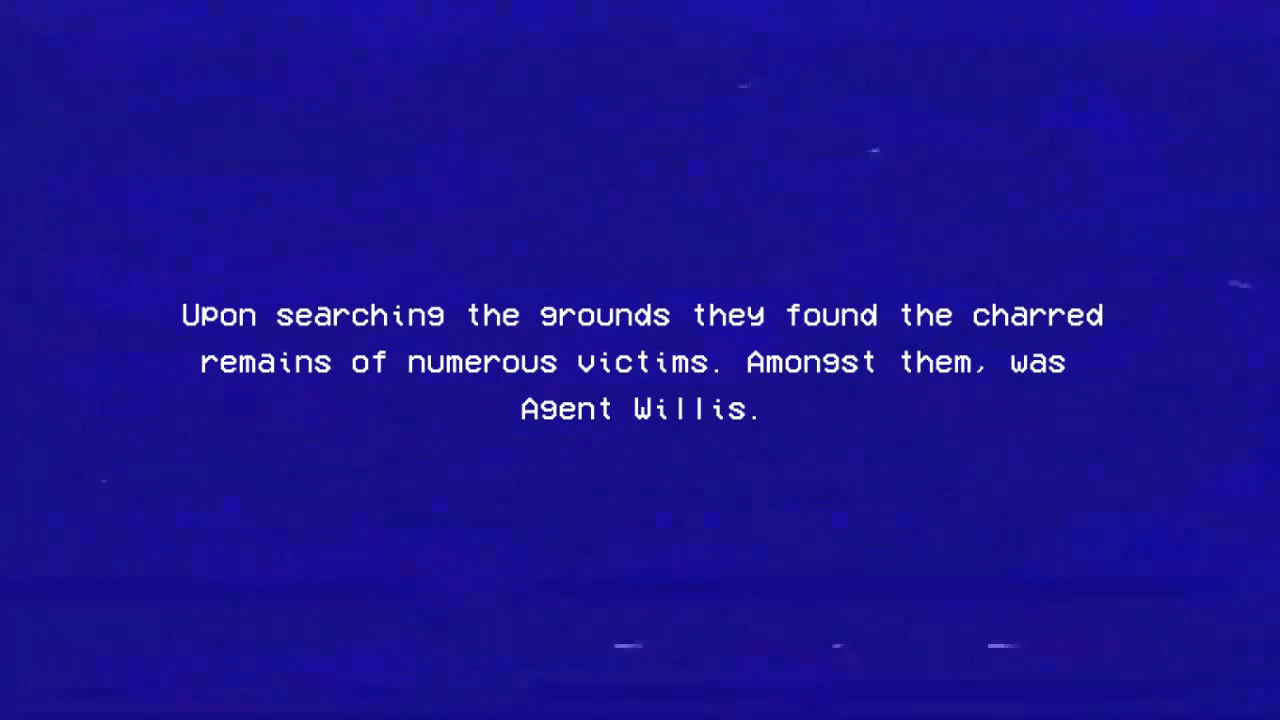 Upon searching the grounds they found the charred
remains of numerous victims. Amongst them, was
Agent Willis.